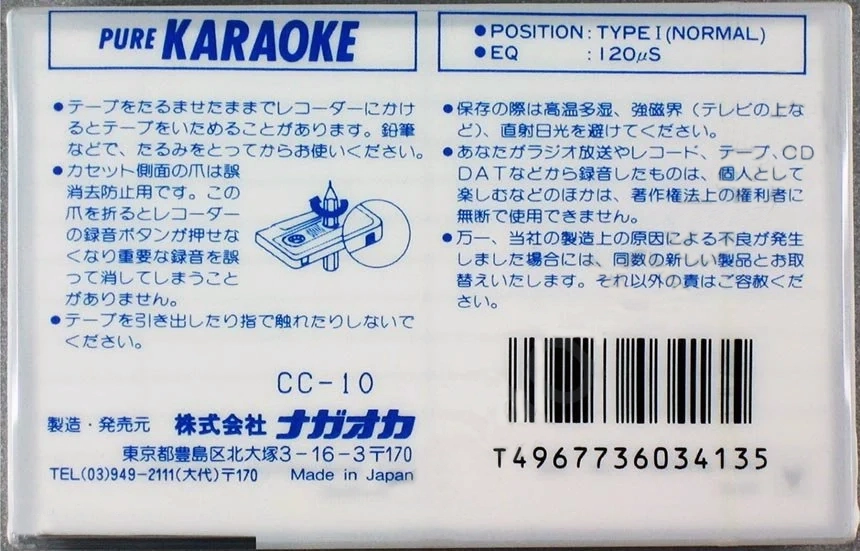 PURE KARAOKE
●POSITION : TYPE I (NORMAL)
●EQ : 120μS
●テープをたるませたままでレコーダーにかけ
るとテープをいためることがあります。鉛筆
などで、たるみをとってからお使いください。
●カセット側面の爪は誤
消去防止用です。この
爪を折るとレコーダー
の録音ボタンが押せな
くなり重要な録音を誤
って消してしまうこと
がありません。
●テープを引き出したり指で触れたりしないで
ください。
●保存の際は高温多湿、強磁界（テレビの上な
ど）、直射日光を避けてください。
●あなたがラジオ放送やレコード、テープ、CD
DATなどから録音したものは、個人として
楽しむなどのほかは、著作権法上の権利者に
無断で使用できません。
●万一、当社の製造上の原因による不良が発生
しました場合には、同数の新しい製品とお取
替えいたします。それ以外の責はご容赦くだ
さい。
CC-10
製造・発売元 株式会社 ナガオカ
東京都豊島区北大塚3-16-3〒170
TEL(03)949-2111(大代)〒170 Made in Japan
T4967736034135